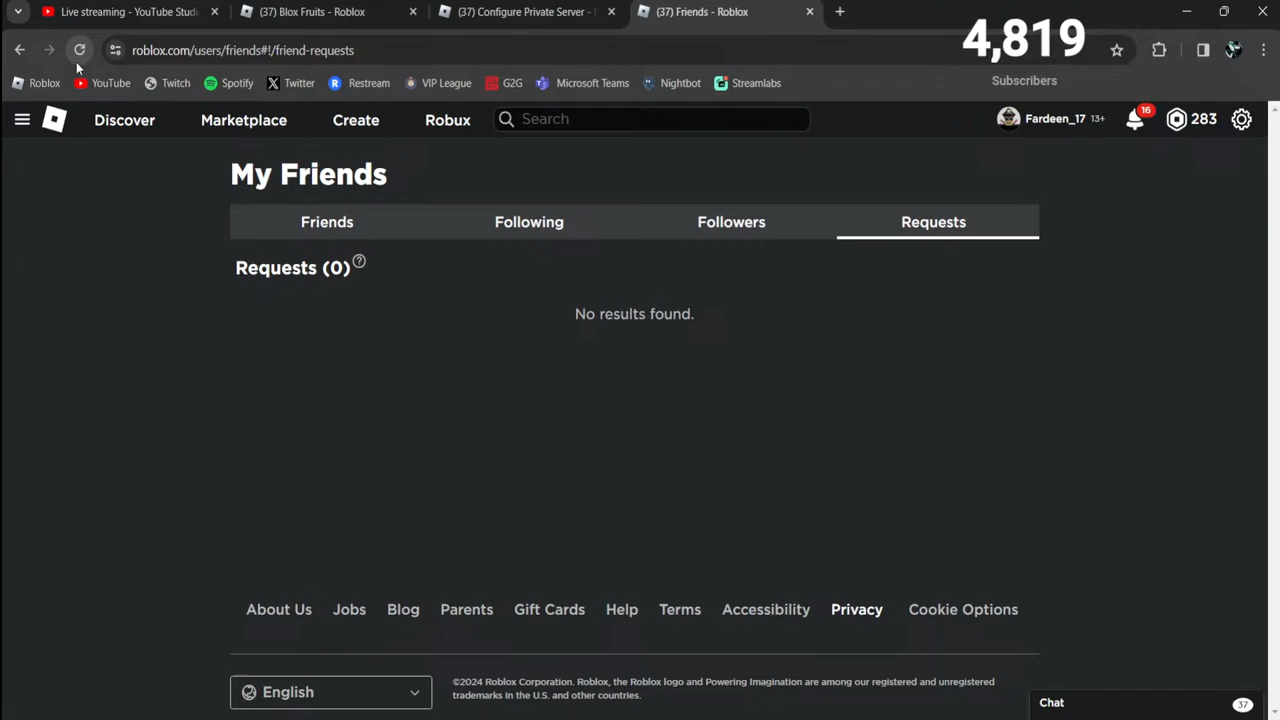 Live streaming - YouTube Studi
(37) Blox Fruits - Roblox
(37) Configure Private Server -
(37) Friends - Roblox
roblox.com/users/friends#!/friend-requests
4,819
Subscribers
Roblox
YouTube
Twitch
Spotify
Twitter
Restream
VIP League
G2G
Microsoft Teams
Nightbot
Streamlabs
Discover
Marketplace
Create
Robux
Search
Fardeen_17 13+
16
283
My Friends
Friends
Following
Followers
Requests
Requests (0)
No results found.
About Us
Jobs
Blog
Parents
Gift Cards
Help
Terms
Accessibility
Privacy
Cookie Options
English
©2024 Roblox Corporation. Roblox, the Roblox logo and Powering Imagination are among our registered and unregistered
trademarks in the U.S. and other countries.
Chat
37